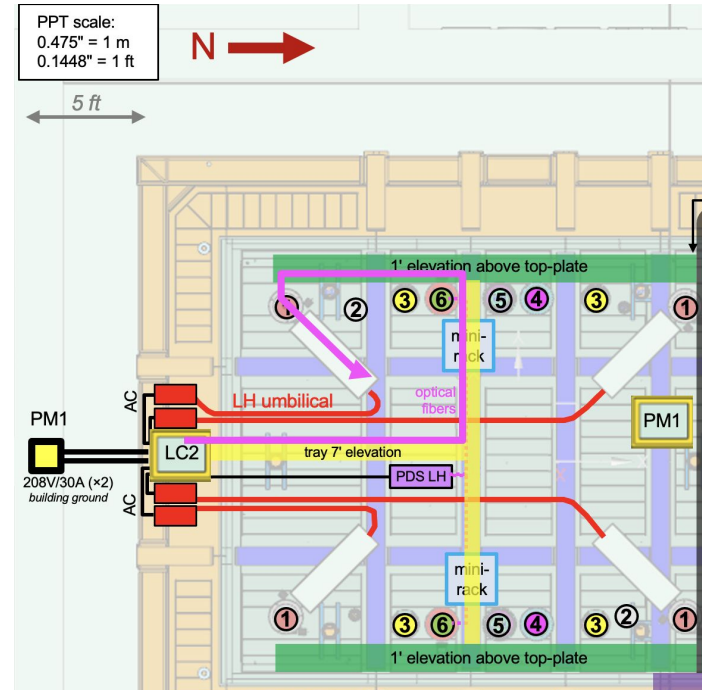 PPT scale:
0.475" = 1 m
0.1448" = 1 ft
N
5 ft
1' elevation above top-plate
1
2
3
6
5
4
3
1
mini-
rack
AC
LH umbilical
optical
fibers
PM1
PM1
LC2
tray 7' elevation
208V/30A (×2)
building ground
PDS LH
AC
mini-
rack
1
3
6
5
4
3
2
1
1' elevation above top-plate